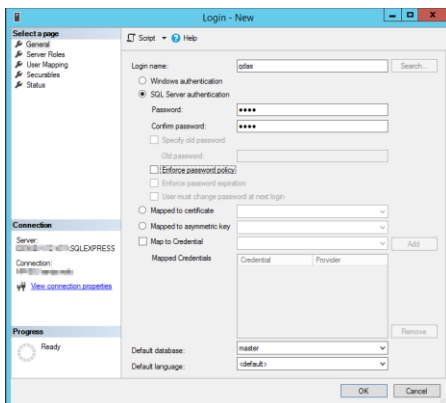 Login - New
Select a page
General
Server Roles
User Mapping
Securables
Status
Script Help
Login name: qdas Search...
Windows authentication
SQL Server authentication
Password: ••••
Confirm password: ••••
Specify old password
Old password:
Enforce password policy
Enforce password expiration
User must change password at next login
Mapped to certificate
Mapped to asymmetric key
Map to Credential Add
Mapped Credentials Credential Provider
Remove
Default database: master
Default language: <default>
Connection
Server:
\SQLEXPRESS
Connection:
View connection properties
Progress
Ready
OK Cancel